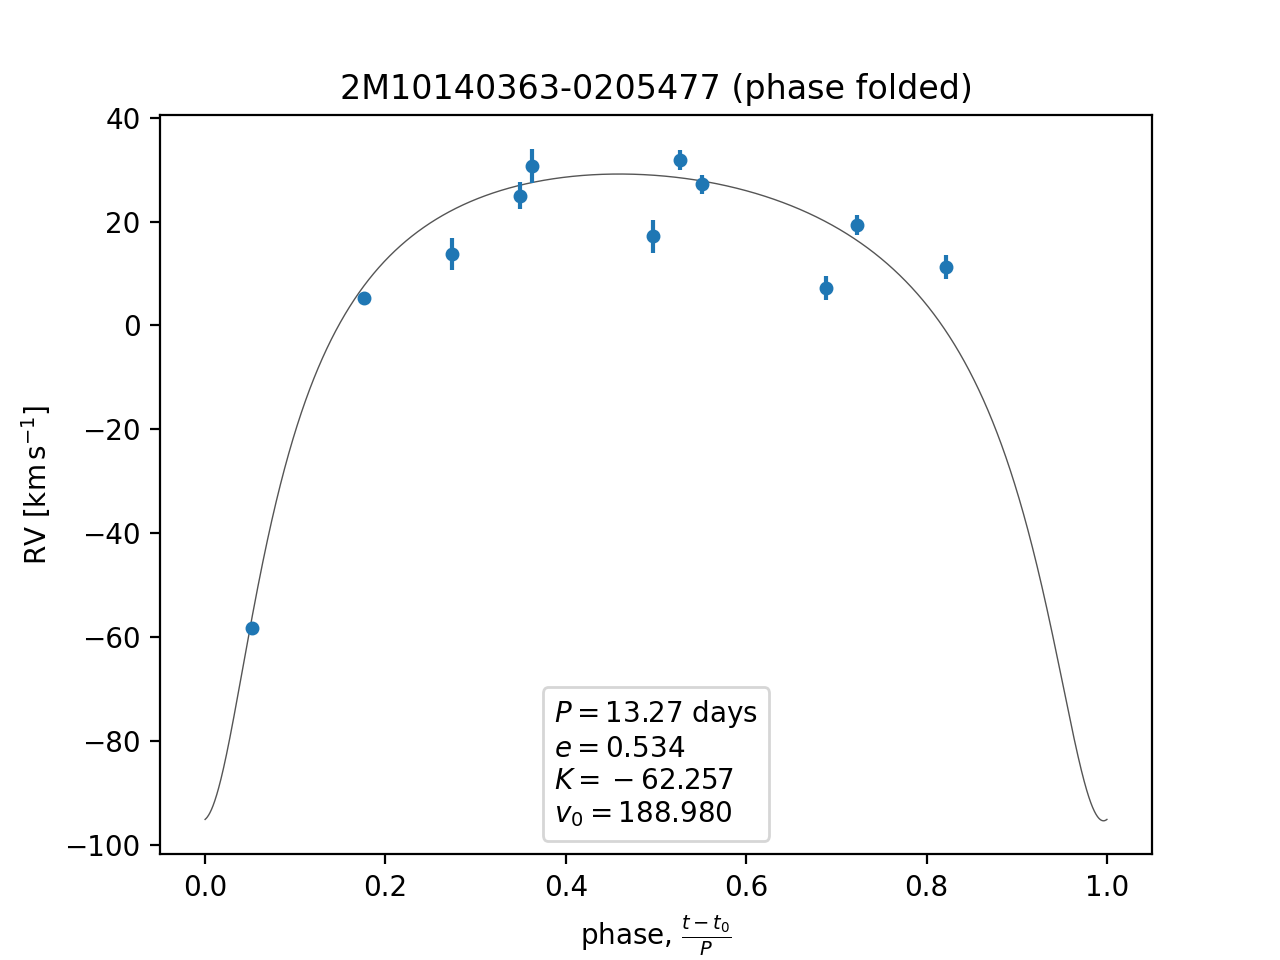 2M10140363-0205477 (phase folded)
RV [km s⁻¹]
40
20
0
−20
−40
−60
−80
−100
P = 13.27 days
e = 0.534
K = −62.257
v₀ = 188.980
0.0 0.2 0.4 0.6 0.8 1.0
phase, (t − t₀)/P